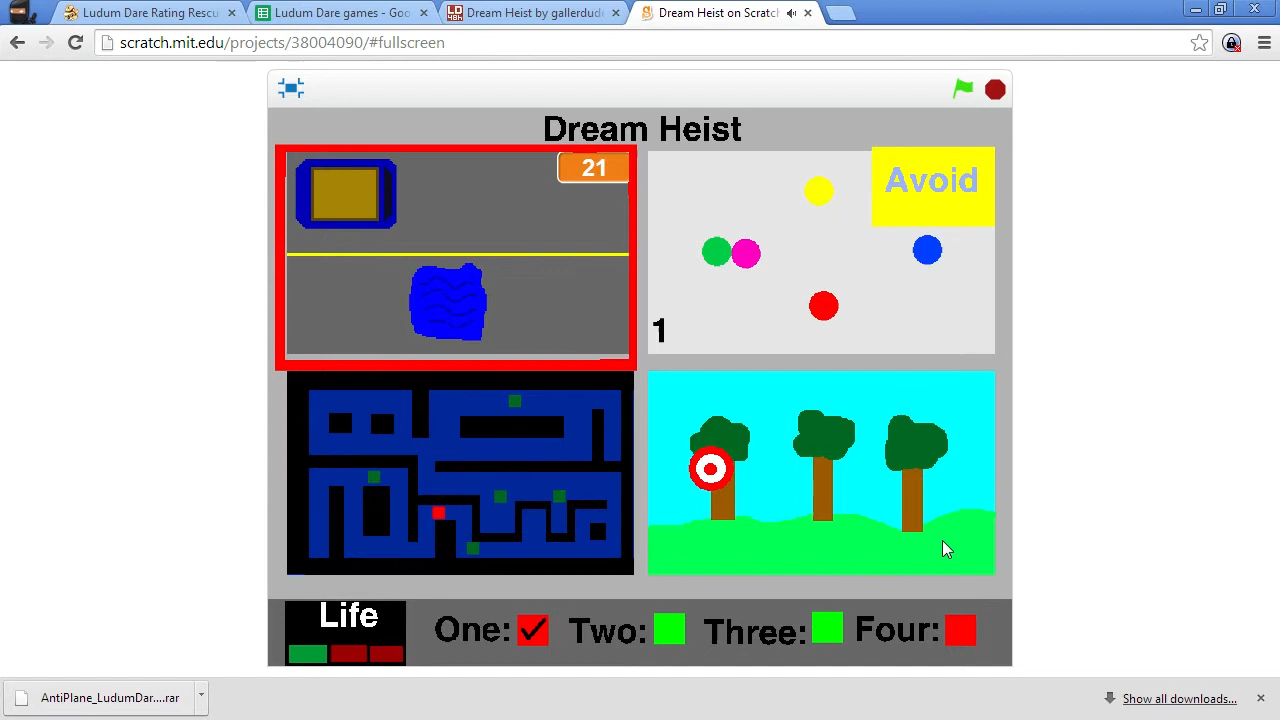 Ludum Dare Rating Rescu
Ludum Dare games - Goo
Dream Heist by gallerdud
Dream Heist on Scratch
scratch.mit.edu/projects/38004090/#fullscreen
Dream Heist
21
Avoid
1
Life
One:
Two:
Three:
Four:
AntiPlane_LudumDar....rar
Show all downloads...